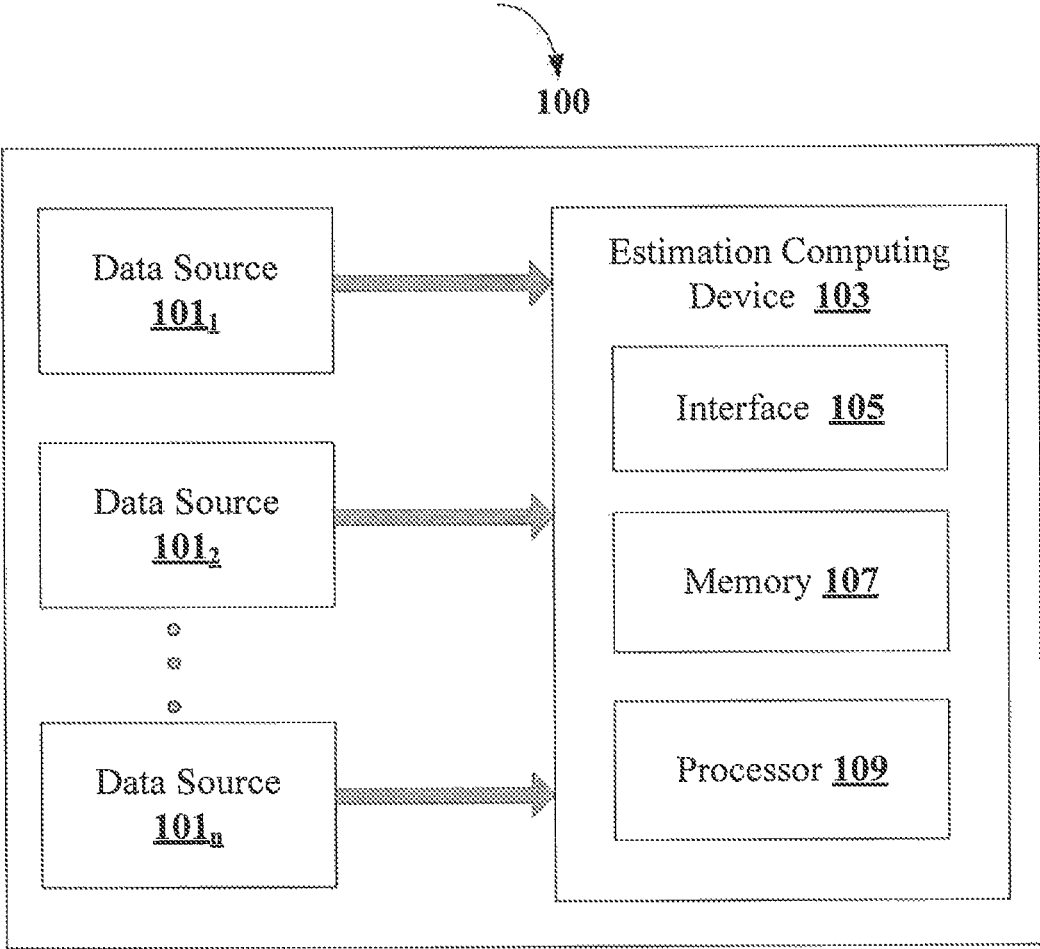 100
Data Source
101₁
Data Source
101₂
Data Source
101ₙ
Estimation Computing
Device 103
Interface 105
Memory 107
Processor 109